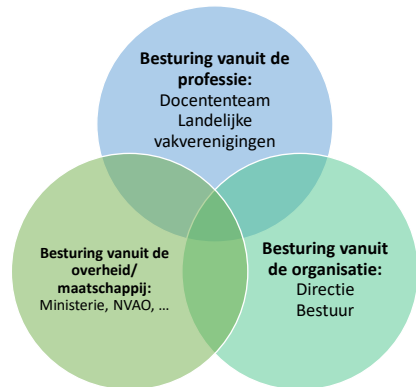 Besturing vanuit de
professie:
Docententeam
Landelijke
vakverenigingen
Besturing vanuit de
overheid/
maatschappij:
Ministerie, NVAO, ...
Besturing vanuit
de organisatie:
Directie
Bestuur